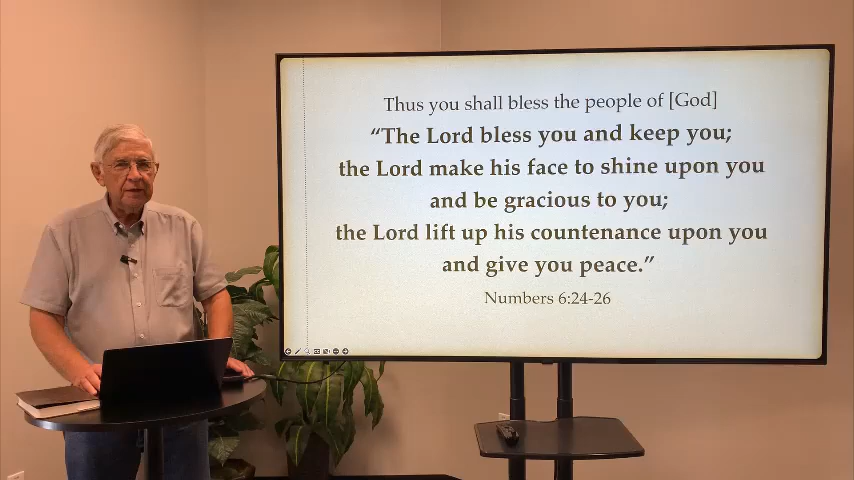 Thus you shall bless the people of [God]
“The Lord bless you and keep you;
the Lord make his face to shine upon you
and be gracious to you;
the Lord lift up his countenance upon you
and give you peace.”
Numbers 6:24-26